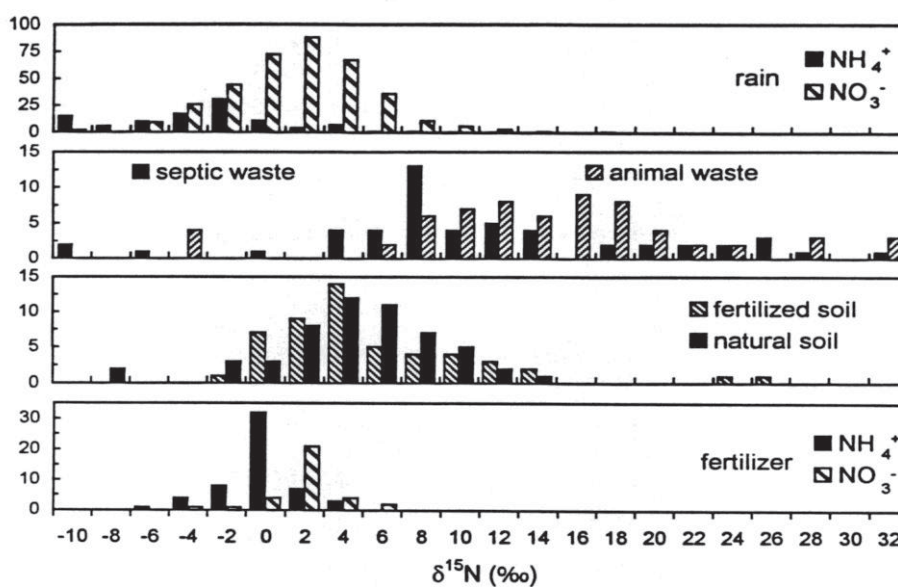 100
75
50
25
0
rain
NH4+
NO3-
15
10
5
0
septic waste
animal waste
15
10
5
0
fertilized soil
natural soil
30
20
10
0
fertilizer
NH4+
NO3-
-10 -8 -6 -4 -2 0 2 4 6 8 10 12 14 16 18 20 22 24 26 28 30 32
δ15N (‰)